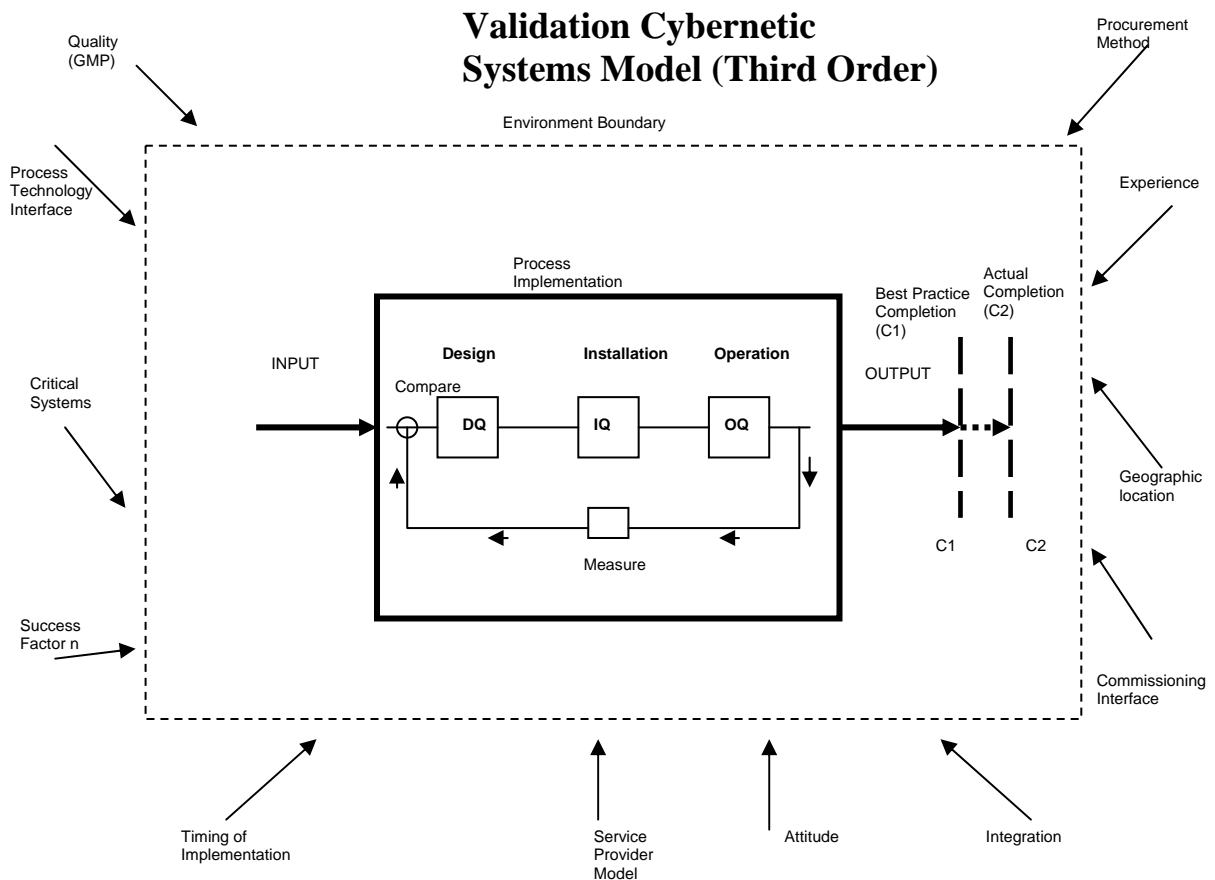 Validation Cybernetic
Systems Model (Third Order)
Quality
(GMP)
Procurement
Method
Environment Boundary
Process
Technology
Interface
Experience
Process
Implementation
Best Practice
Completion
(C1)
Actual
Completion
(C2)
INPUT
Design
Installation
Operation
OUTPUT
Compare
DQ
IQ
OQ
Critical
Systems
Geographic
location
Measure
C1
C2
Success
Factor n
Commissioning
Interface
Timing of
Implementation
Service
Provider
Model
Attitude
Integration